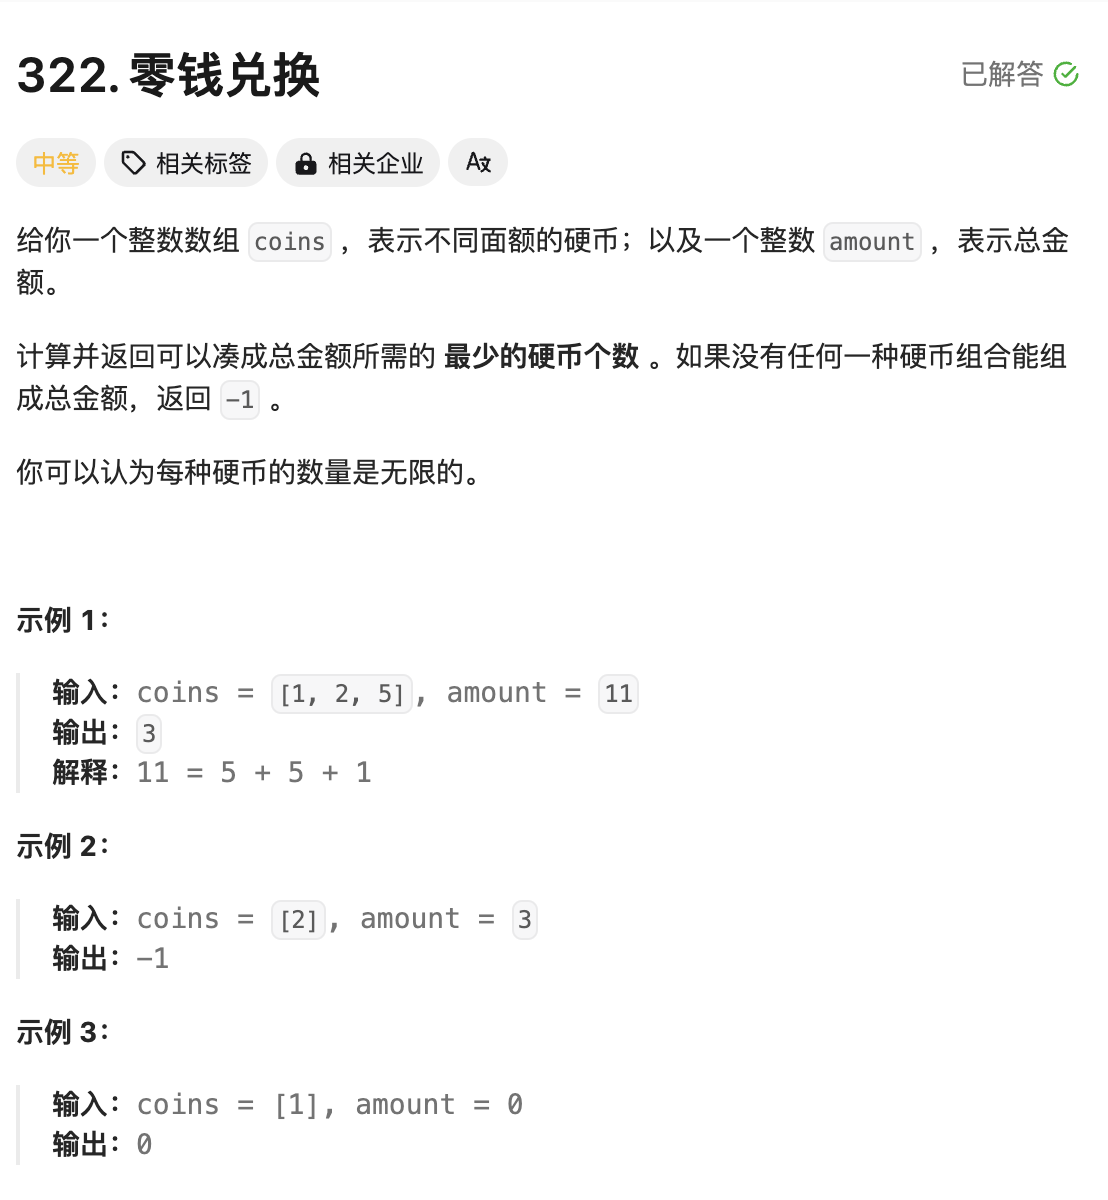 322. 零钱兑换
已解答
中等 相关标签 相关企业 A文
给你一个整数数组 coins ，表示不同面额的硬币；以及一个整数 amount ，表示总金
额。
计算并返回可以凑成总金额所需的 最少的硬币个数 。如果没有任何一种硬币组合能组
成总金额，返回 -1 。
你可以认为每种硬币的数量是无限的。
示例 1：
输入：coins = [1, 2, 5], amount = 11
输出：3
解释：11 = 5 + 5 + 1
示例 2：
输入：coins = [2], amount = 3
输出：-1
示例 3：
输入：coins = [1], amount = 0
输出：0